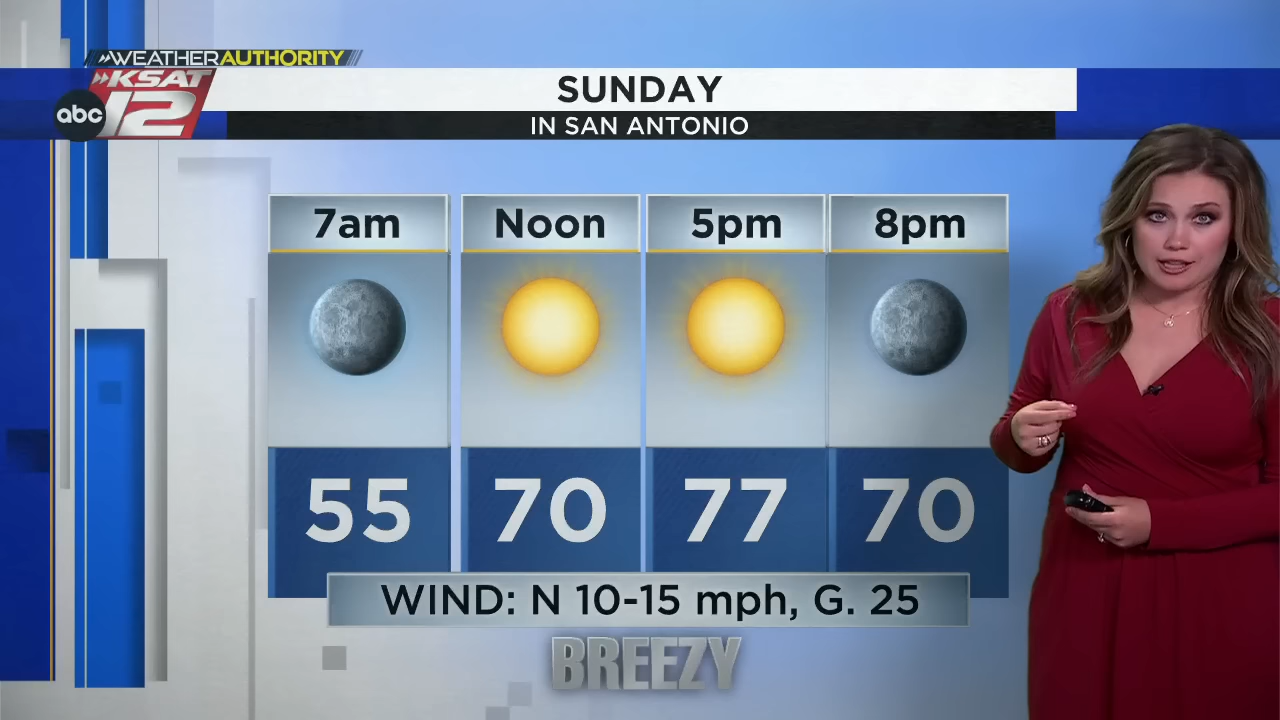 WEATHERAUTHORITY
KSAT
abc 12
SUNDAY
IN SAN ANTONIO
7am Noon 5pm 8pm
55 70 77 70
WIND: N 10-15 mph, G. 25
BREEZY